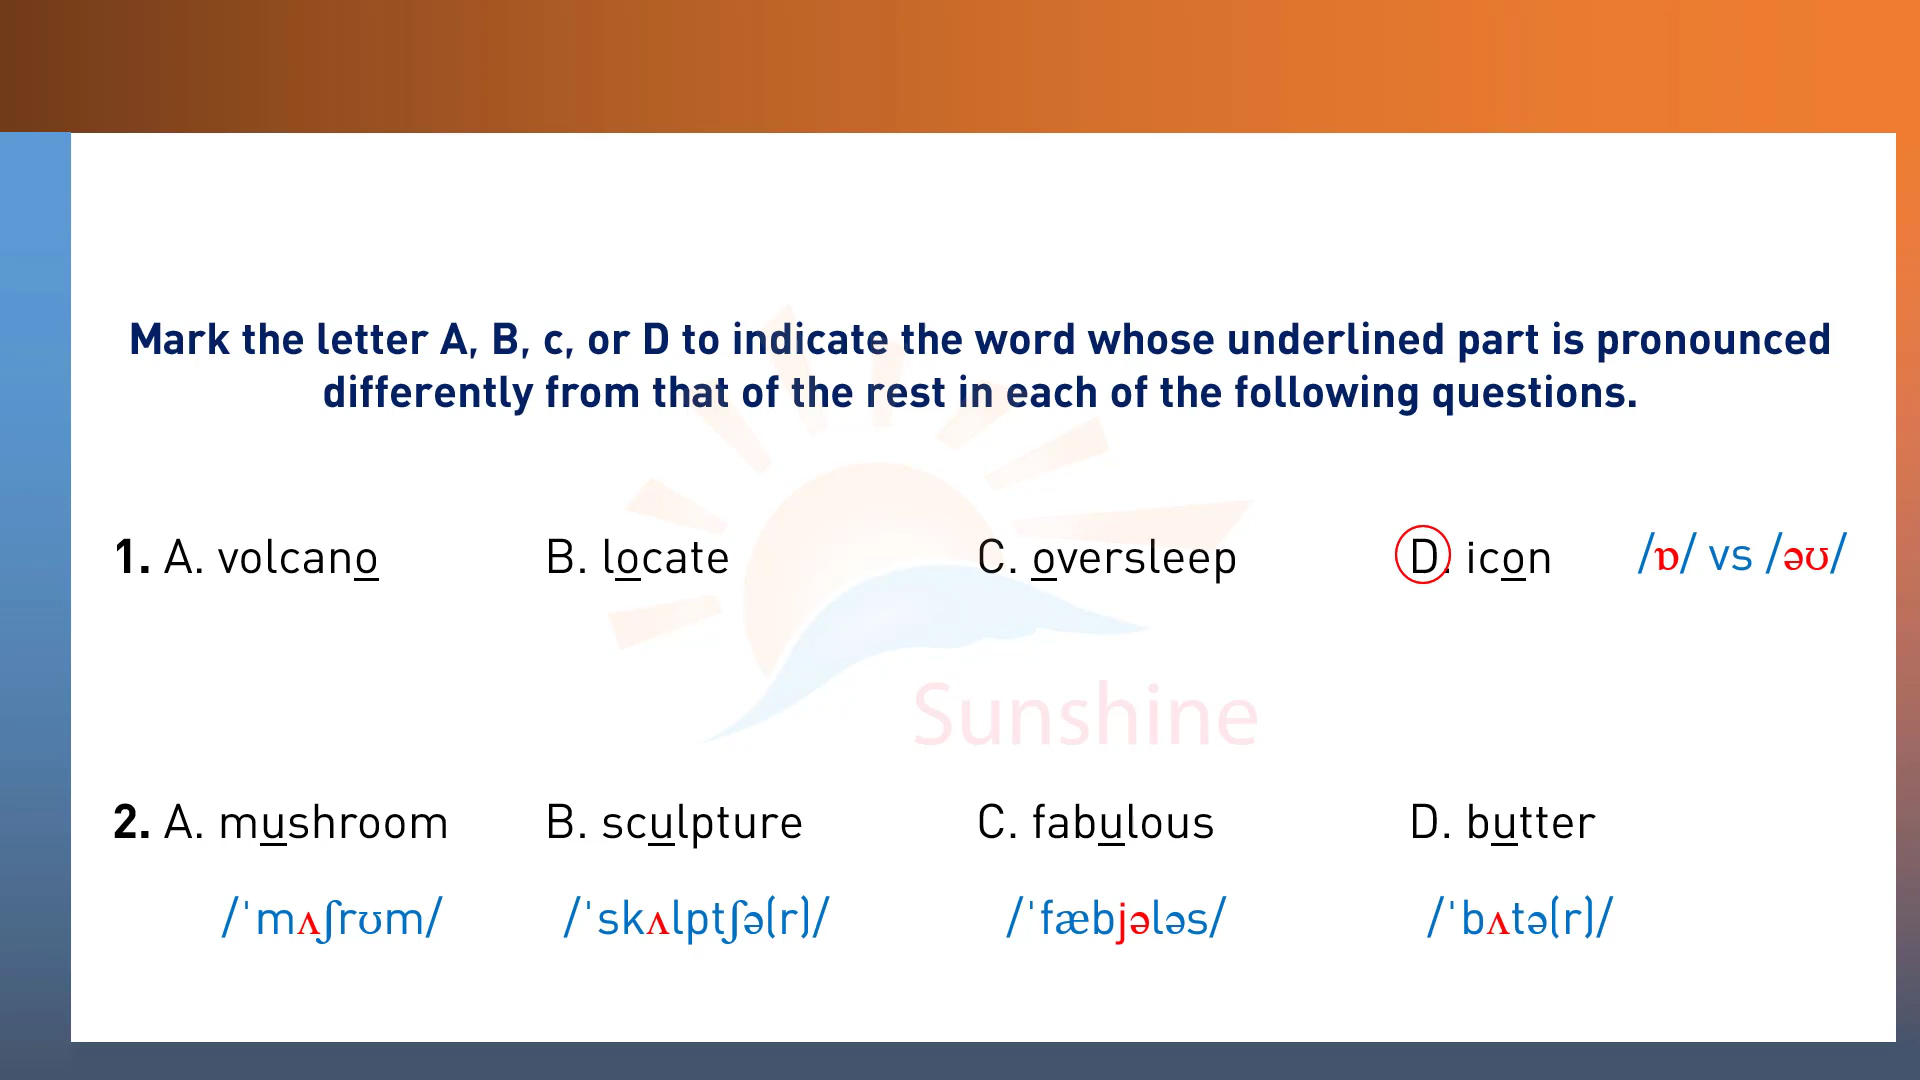 Mark the letter A, B, c, or D to indicate the word whose underlined part is pronounced
differently from that of the rest in each of the following questions.
1. A. volcano B. locate C. oversleep D. icon /ɒ/ vs /əʊ/
Sunshine
2. A. mushroom B. sculpture C. fabulous D. butter
/ˈmʌʃrʊm/ /ˈskʌlptʃə(r)/ /ˈfæbjələs/ /ˈbʌtə(r)/